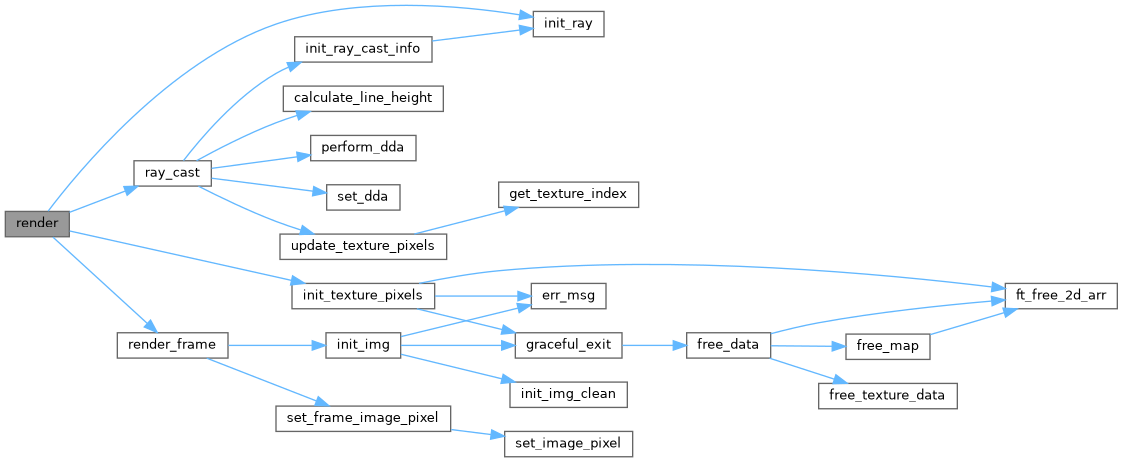 init_ray
init_ray_cast_info
calculate_line_height
perform_dda
ray_cast
set_dda
get_texture_index
render
update_texture_pixels
init_texture_pixels
err_msg
ft_free_2d_arr
render_frame
init_img
graceful_exit
free_data
free_map
init_img_clean
free_texture_data
set_frame_image_pixel
set_image_pixel